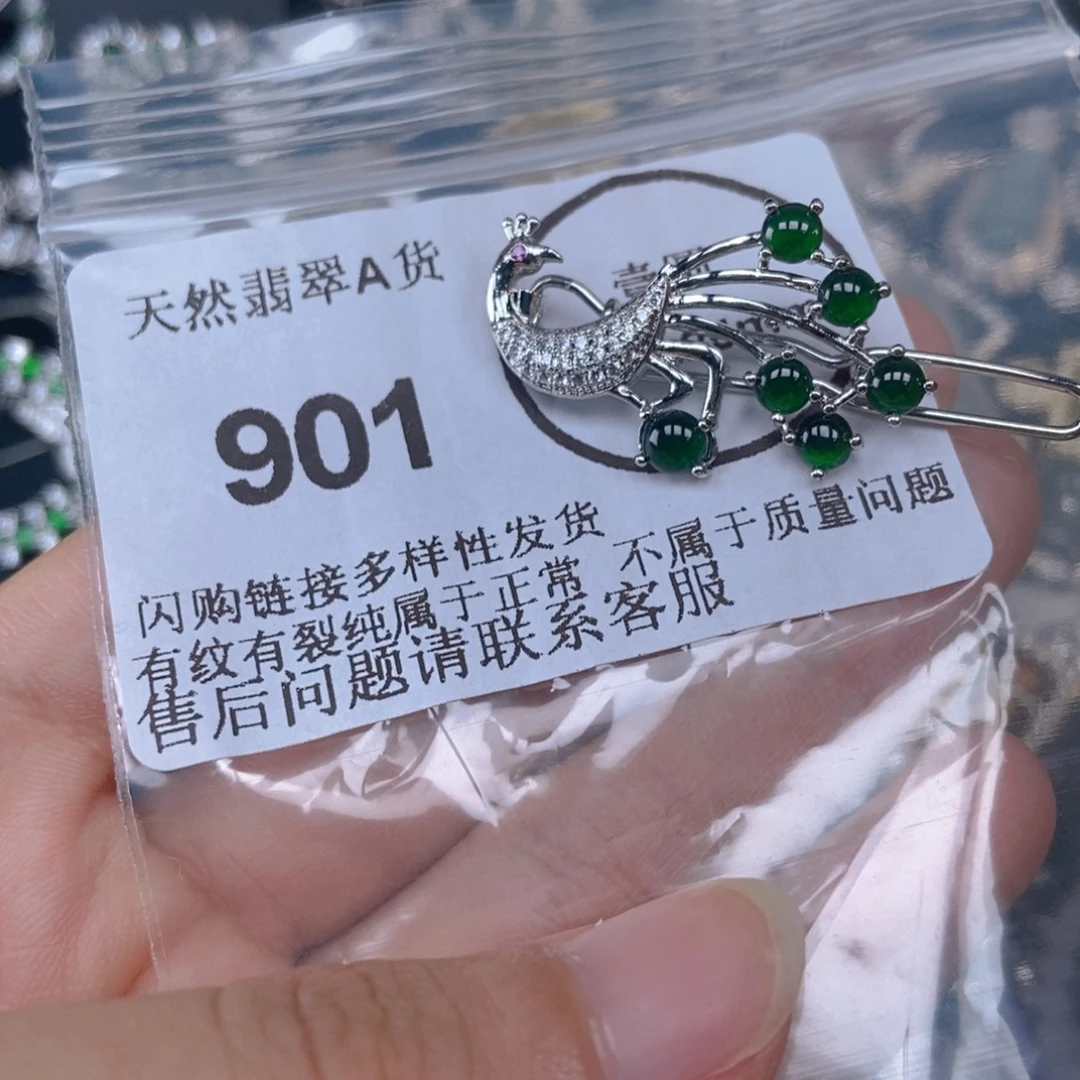 天然翡翠A货
901
闪购链接多样性发货
有纹有裂纯属于正常 不属于质量问题
售后问题请联系客服